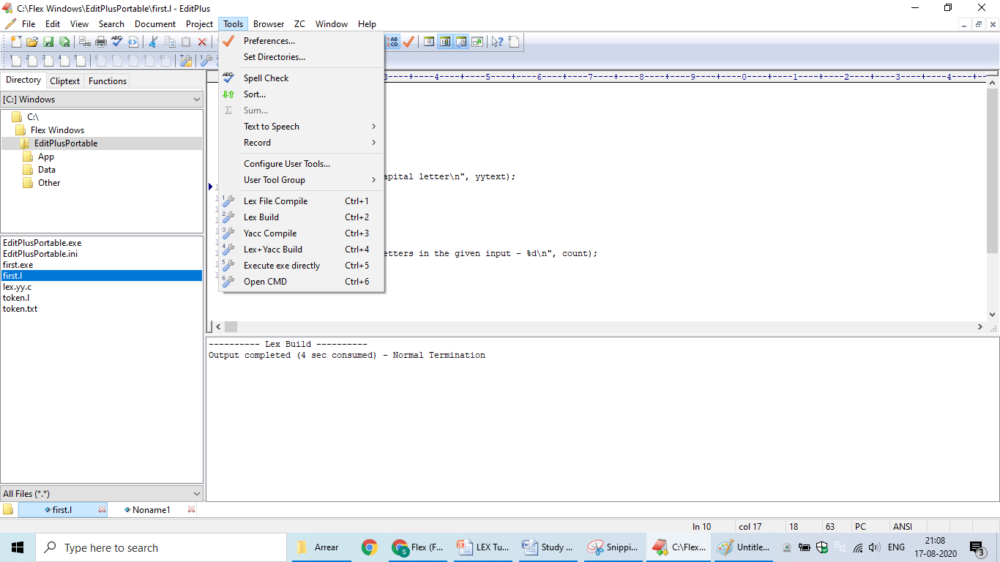 C:\Flex Windows\EditPlusPortable\first.l - EditPlus
File Edit View Search Document Project Tools Browser ZC Window Help
Directory Cliptext Functions
[C:] Windows
C:\
Flex Windows
EditPlusPortable
App
Data
Other
EditPlusPortable.exe
EditPlusPortable.ini
first.exe
first.l
lex.yy.c
token.l
token.txt
All Files (*.*)
Preferences...
Set Directories...
Spell Check
Sort...
Sum...
Text to Speech
Record
Configure User Tools...
User Tool Group
Lex File Compile Ctrl+1
Lex Build Ctrl+2
Yacc Compile Ctrl+3
Lex+Yacc Build Ctrl+4
Execute exe directly Ctrl+5
Open CMD Ctrl+6
3----+----4----+----5----+----6----+----7----+----8----+----9----+----0----+----1----+----2----+----3----+----4----+--
apital letter\n", yytext);
etters in the given input - %d\n", count);
---------- Lex Build ----------
Output completed (4 sec consumed) - Normal Termination
first.l Noname1
ln 10 col 17 18 63 PC ANSI
Type here to search
Arrear
Flex (F...
LEX Tu...
Study ...
Snippi...
C:\Flex...
Untitle...
ENG
21:08
17-08-2020
3